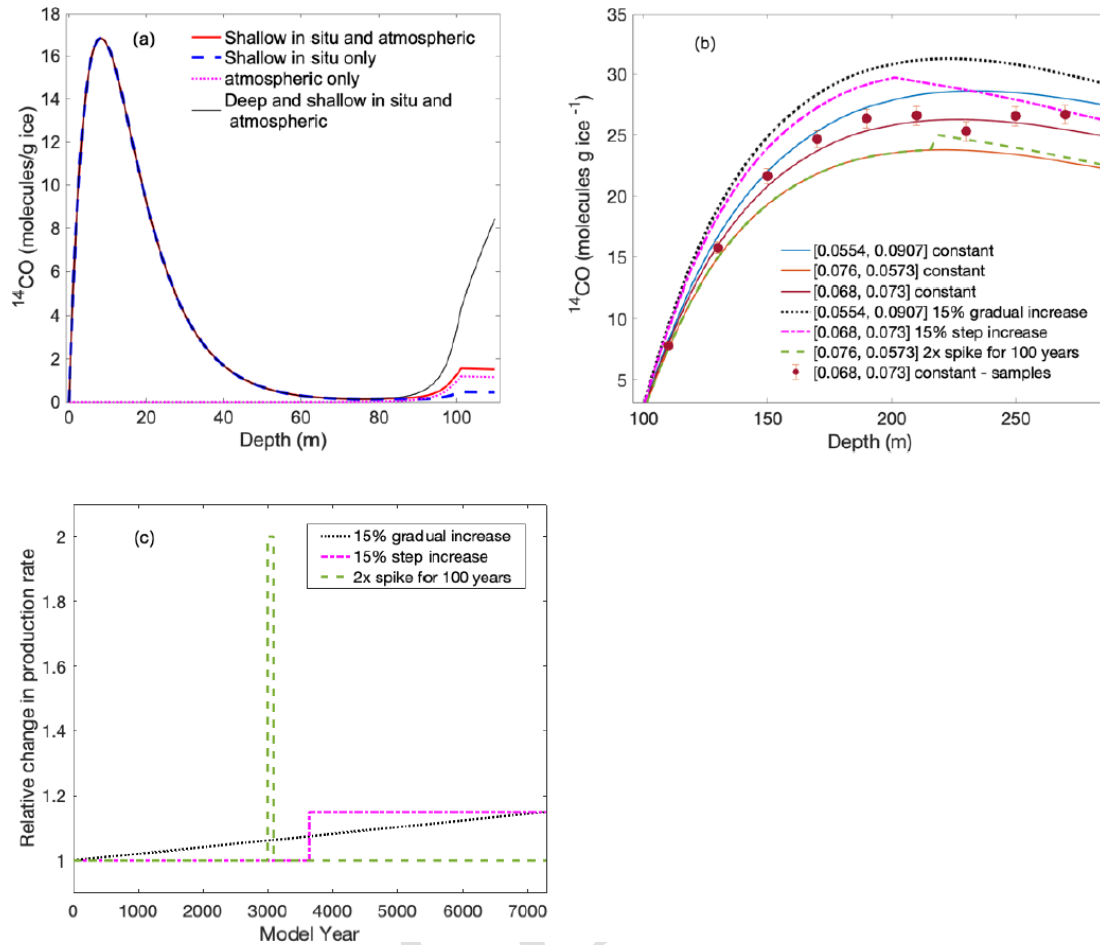 (a)
Shallow in situ and atmospheric
Shallow in situ only
atmospheric only
Deep and shallow in situ and
atmospheric
18
16
14
12
10
8
6
4
2
0
0 20 40 60 80 100
¹⁴CO (molecules/g ice)
Depth (m)
(b)
35
30
25
20
15
10
5
100 150 200 250
¹⁴CO (molecules g ice ⁻¹)
Depth (m)
[0.0554, 0.0907] constant
[0.076, 0.0573] constant
[0.068, 0.073] constant
[0.0554, 0.0907] 15% gradual increase
[0.068, 0.073] 15% step increase
[0.076, 0.0573] 2x spike for 100 years
[0.068, 0.073] constant - samples
(c)
15% gradual increase
15% step increase
2x spike for 100 years
2
1.8
1.6
1.4
1.2
1
0 1000 2000 3000 4000 5000 6000 7000
Relative change in production rate
Model Year